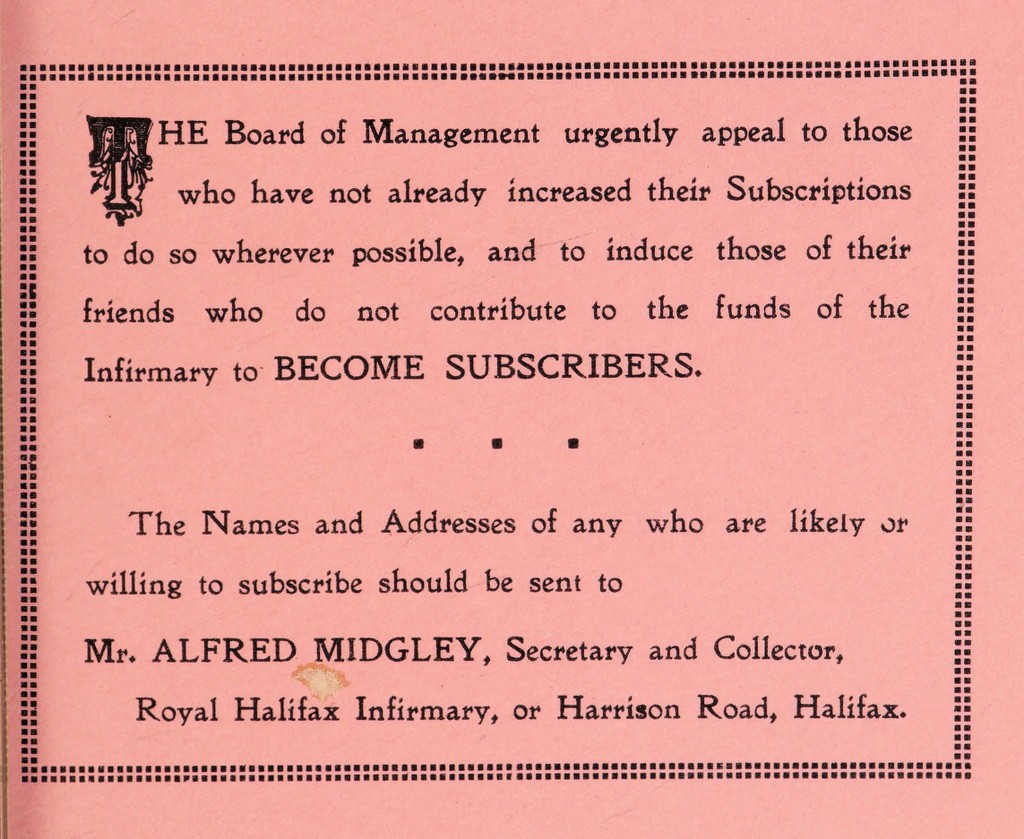 THE Board of Management urgently appeal to those
who have not already increased their Subscriptions
to do so wherever possible, and to induce those of their
friends who do not contribute to the funds of the
Infirmary to BECOME SUBSCRIBERS.
The Names and Addresses of any who are likely or
willing to subscribe should be sent to
Mr. ALFRED MIDGLEY, Secretary and Collector,
Royal Halifax Infirmary, or Harrison Road, Halifax.